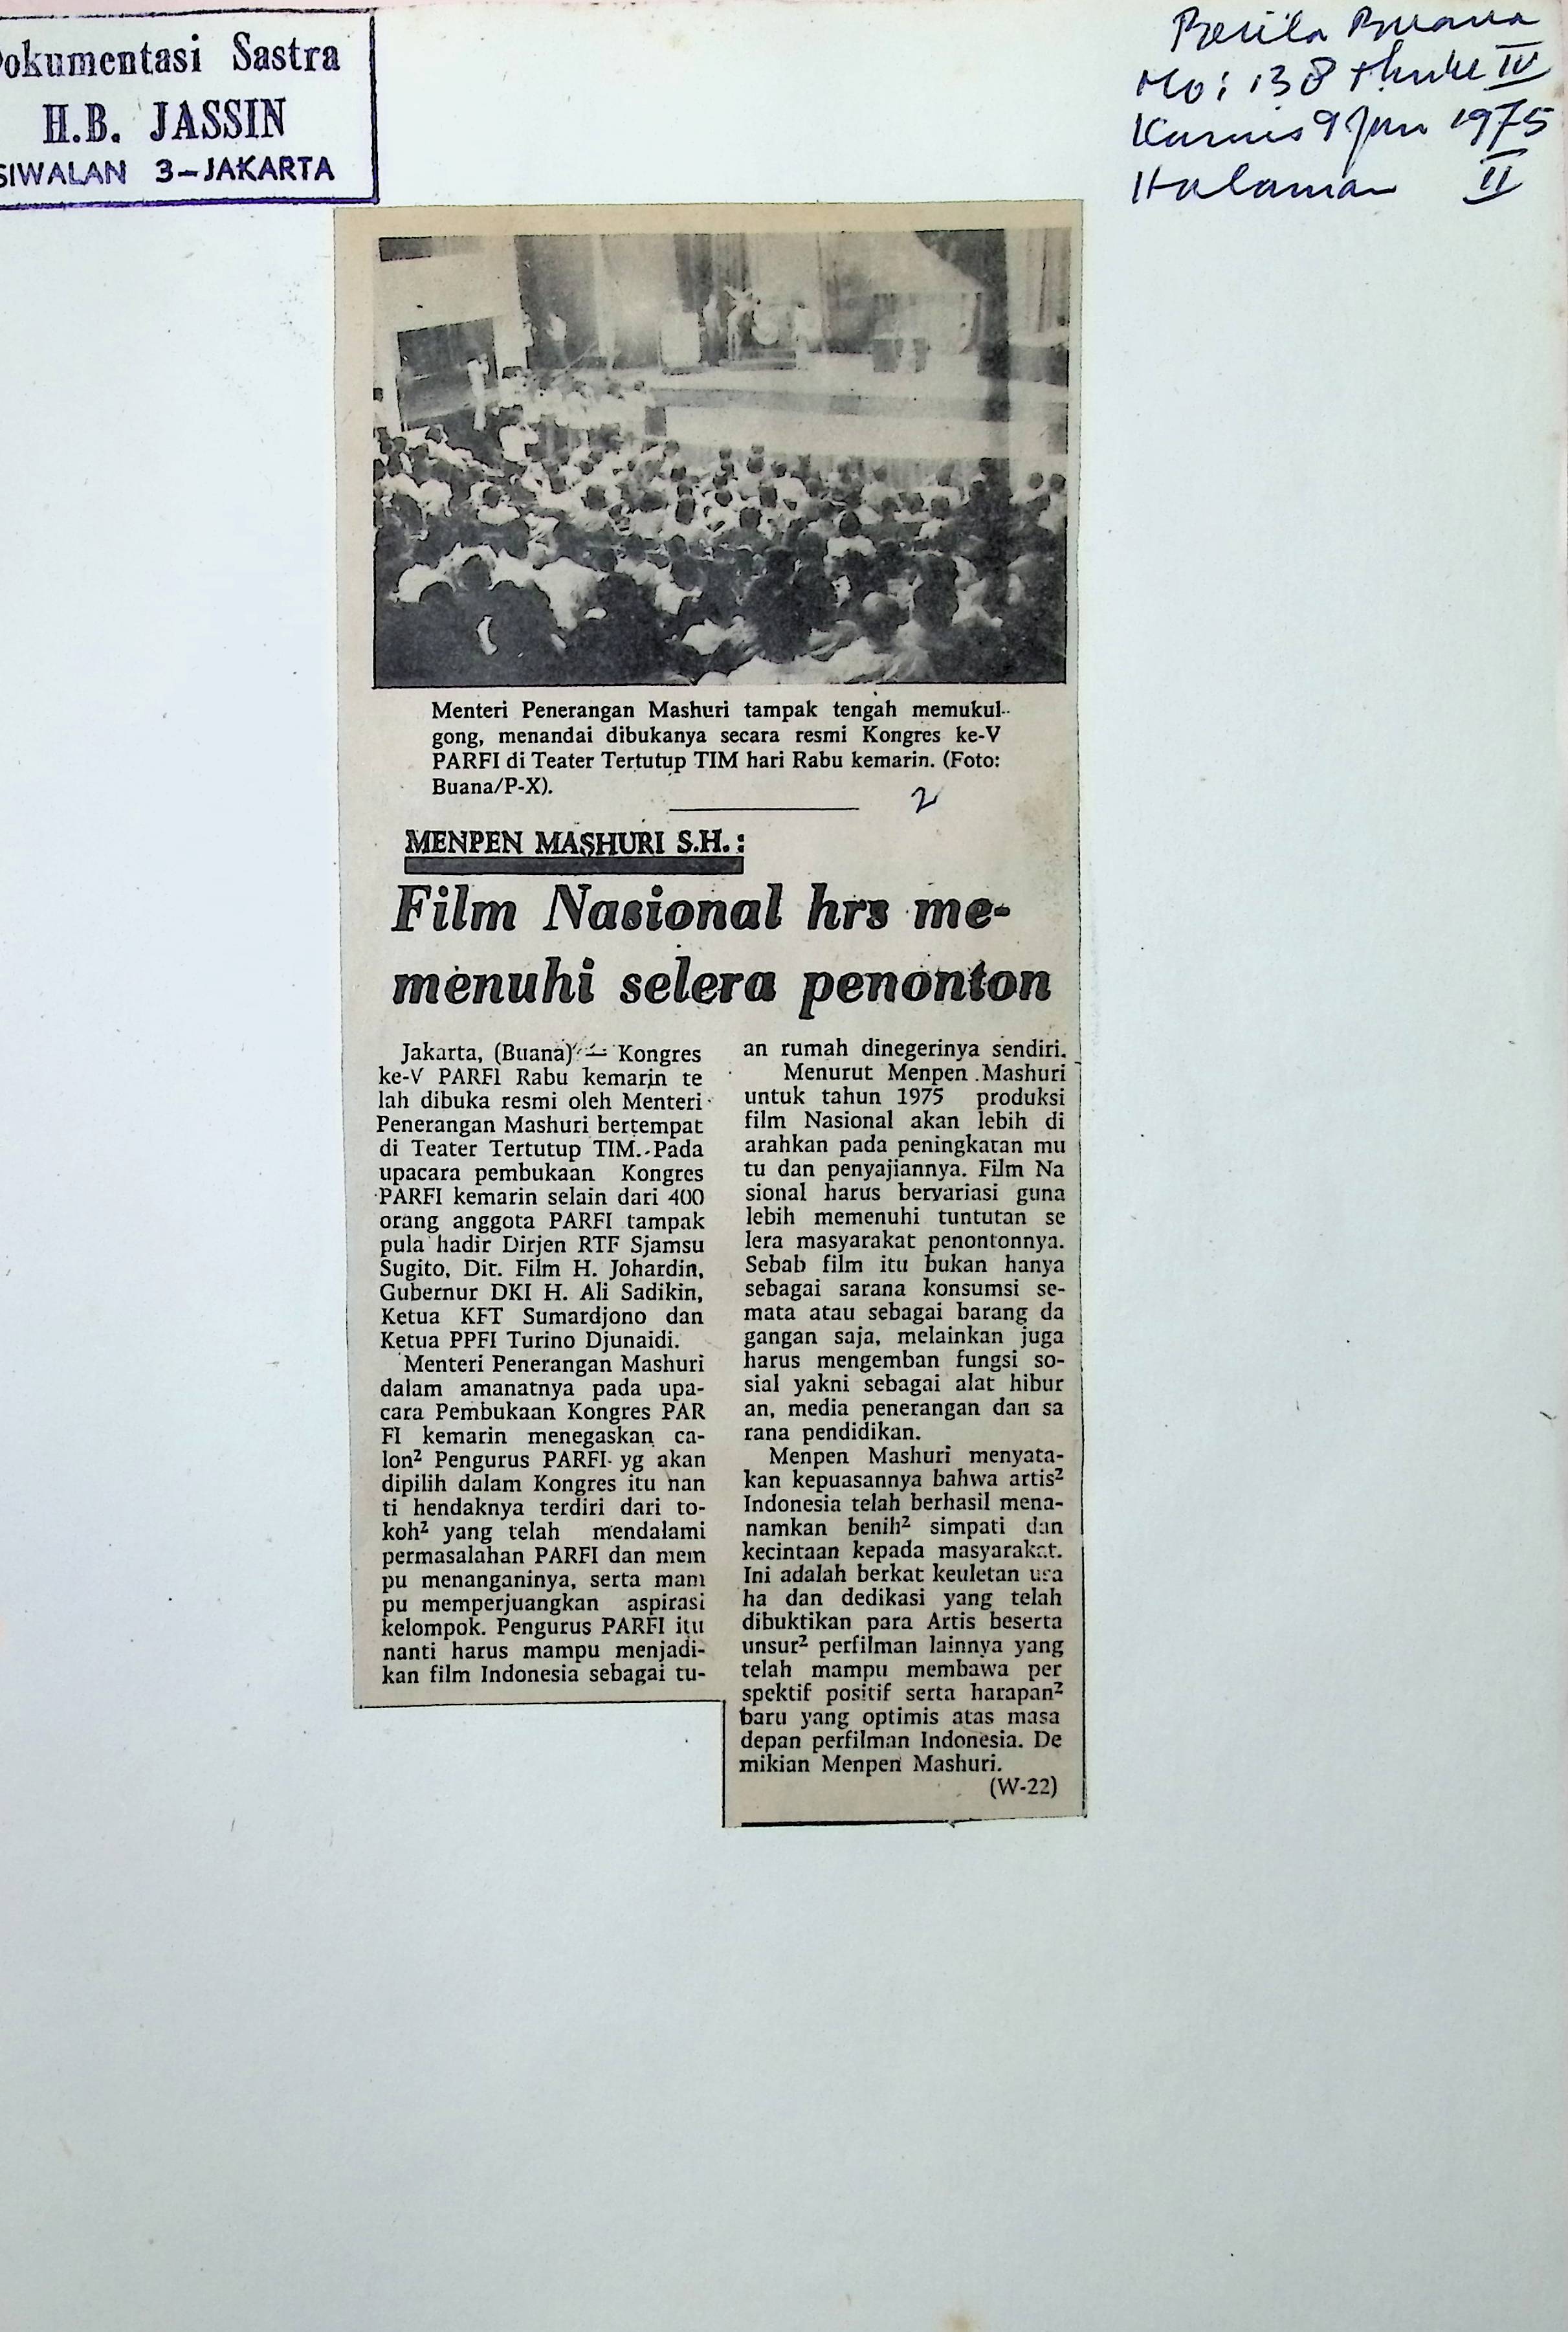 Dokumentasi Sastra
H.B. JASSIN
SIWALAN 3-JAKARTA
Berita Buana
No: 138 thn ke IV
Kamis 9 Jan 1975
Halaman II
Menteri Penerangan Mashuri tampak tengah memukul
gong, menandai dibukanya secara resmi Kongres ke-V
PARFI di Teater Tertutup TIM hari Rabu kemarin. (Foto:
Buana/P-X).
2
MENPEN MASHURI S.H. :
Film Nasional hrs me-
menuhi selera penonton
Jakarta, (Buana) — Kongres
ke-V PARFI Rabu kemarin te
lah dibuka resmi oleh Menteri
Penerangan Mashuri bertempat
di Teater Tertutup TIM. Pada
upacara pembukaan Kongres
PARFI kemarin selain dari 400
orang anggota PARFI tampak
pula hadir Dirjen RTF Sjamsu
Sugito, Dit. Film H. Johardin,
Gubernur DKI H. Ali Sadikin,
Ketua KFT Sumardjono dan
Ketua PPFI Turino Djunaidi.
Menteri Penerangan Mashuri
dalam amanatnya pada upa-
cara Pembukaan Kongres PAR
FI kemarin menegaskan ca-
lon² Pengurus PARFI yg akan
dipilih dalam Kongres itu nan
ti hendaknya terdiri dari to-
koh² yang telah mendalami
permasalahan PARFI dan mem
pu menanganinya, serta mam
pu memperjuangkan aspirasi
kelompok. Pengurus PARFI itu
nanti harus mampu menjadi-
kan film Indonesia sebagai tu-
an rumah dinegerinya sendiri.
Menurut Menpen Mashuri
untuk tahun 1975 produksi
film Nasional akan lebih di
arahkan pada peningkatan mu
tu dan penyajiannya. Film Na
sional harus bervariasi guna
lebih memenuhi tuntutan se
lera masyarakat penontonnya.
Sebab film itu bukan hanya
sebagai sarana konsumsi se-
mata atau sebagai barang da
gangan saja, melainkan juga
harus mengemban fungsi so-
sial yakni sebagai alat hibur
an, media penerangan dan sa
rana pendidikan.
Menpen Mashuri menyata-
kan kepuasannya bahwa artis²
Indonesia telah berhasil mena-
namkan benih² simpati dan
kecintaan kepada masyarakat.
Ini adalah berkat keuletan usa
ha dan dedikasi yang telah
dibuktikan para Artis beserta
unsur² perfilman lainnya yang
telah mampu membawa per
spektif positif serta harapan²
baru yang optimis atas masa
depan perfilman Indonesia. De
mikian Menpen Mashuri.
(W-22)